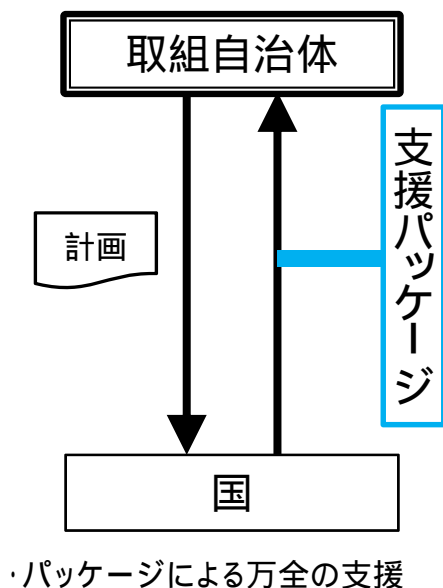 取組自治体
支援パッケージ
計画
国
・パッケージによる万全の支援